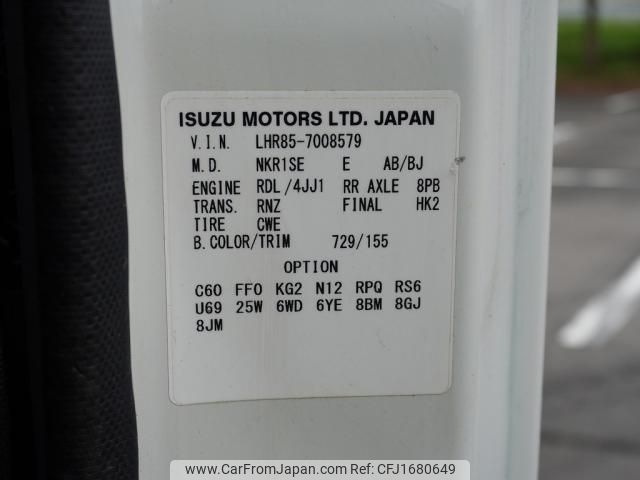 ISUZU MOTORS LTD. JAPAN
V.I.N. LHR85-7008579
M.D. NKR1SE E AB/BJ
ENGINE RDL/4JJ1 RR AXLE 8PB
TRANS. RNZ FINAL HK2
TIRE CWE
B.COLOR/TRIM 729/155
OPTION
C60 FF0 KG2 N12 RPQ RS6
U69 25W 6WD 6YE 8BM 8GJ
8JM
www.CarFromJapan.com - Car ID: CFJ1680649